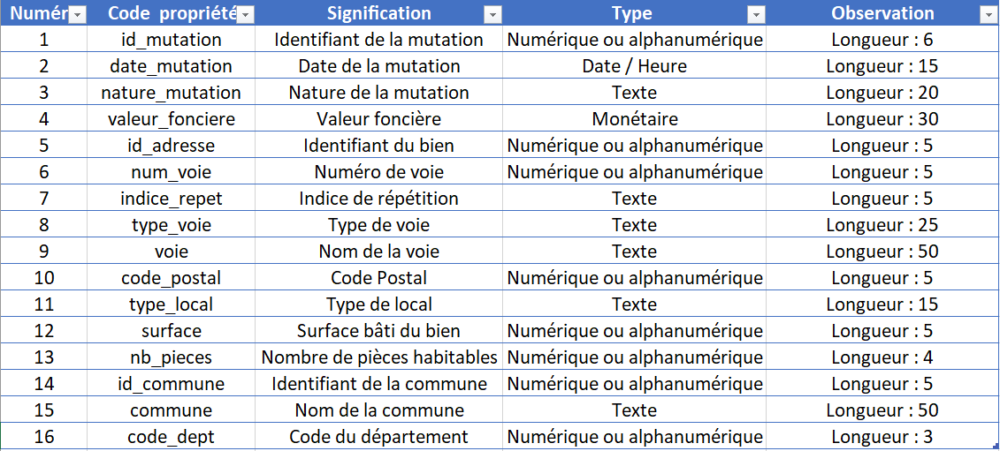 Numér Code propriété Signification Type Observation
1 id_mutation Identifiant de la mutation Numérique ou alphanumérique Longueur : 6
2 date_mutation Date de la mutation Date / Heure Longueur : 15
3 nature_mutation Nature de la mutation Texte Longueur : 20
4 valeur_fonciere Valeur foncière Monétaire Longueur : 30
5 id_adresse Identifiant du bien Numérique ou alphanumérique Longueur : 5
6 num_voie Numéro de voie Numérique ou alphanumérique Longueur : 5
7 indice_repet Indice de répétition Texte Longueur : 5
8 type_voie Type de voie Texte Longueur : 25
9 voie Nom de la voie Texte Longueur : 50
10 code_postal Code Postal Numérique ou alphanumérique Longueur : 5
11 type_local Type de local Texte Longueur : 15
12 surface Surface bâti du bien Numérique ou alphanumérique Longueur : 5
13 nb_pieces Nombre de pièces habitables Numérique ou alphanumérique Longueur : 4
14 id_commune Identifiant de la commune Numérique ou alphanumérique Longueur : 5
15 commune Nom de la commune Texte Longueur : 50
16 code_dept Code du département Numérique ou alphanumérique Longueur : 3